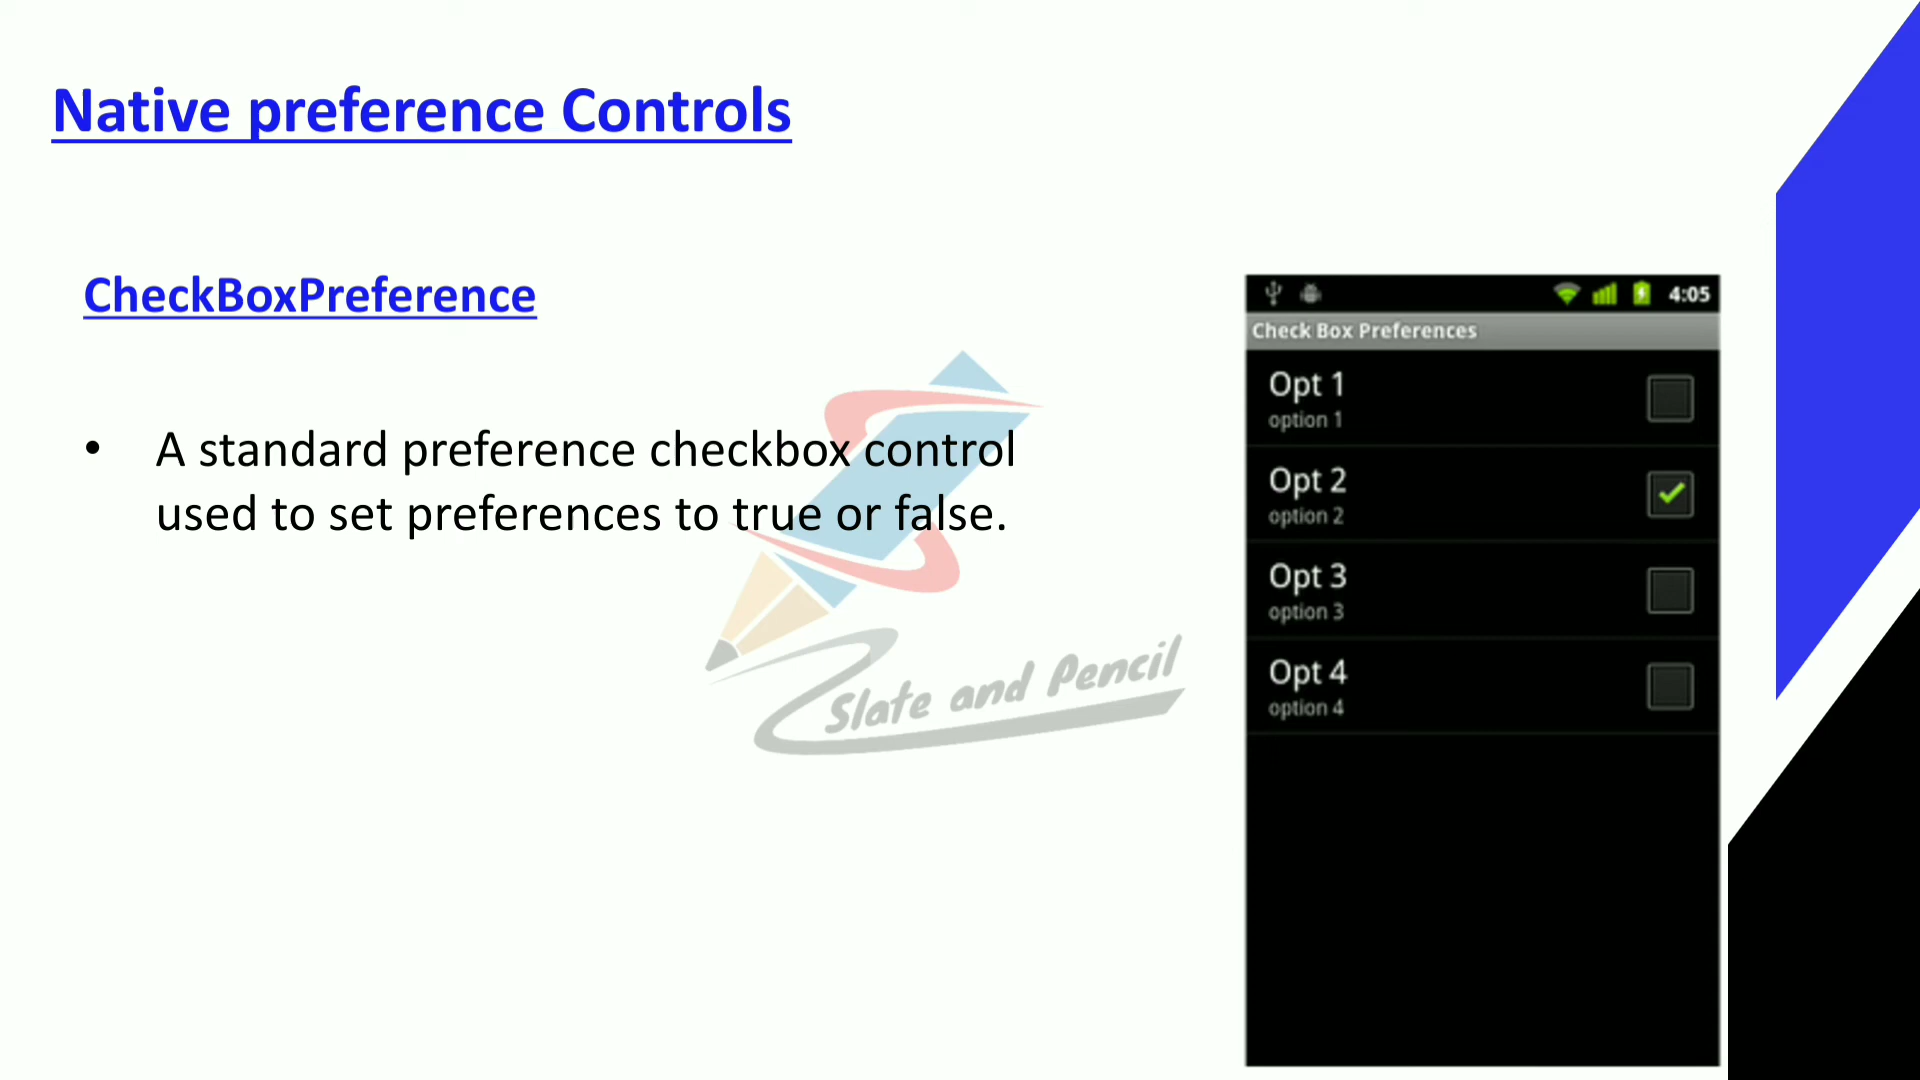 Native preference Controls
CheckBoxPreference
• A standard preference checkbox control
used to set preferences to true or false.
Slate and Pencil
4:05
Check Box Preferences
Opt 1
option 1
Opt 2
option 2
Opt 3
option 3
Opt 4
option 4